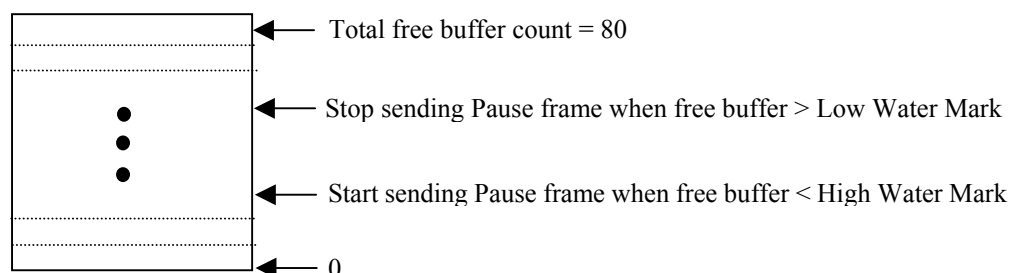 Total free buffer count = 80
Stop sending Pause frame when free buffer > Low Water Mark
Start sending Pause frame when free buffer < High Water Mark
0